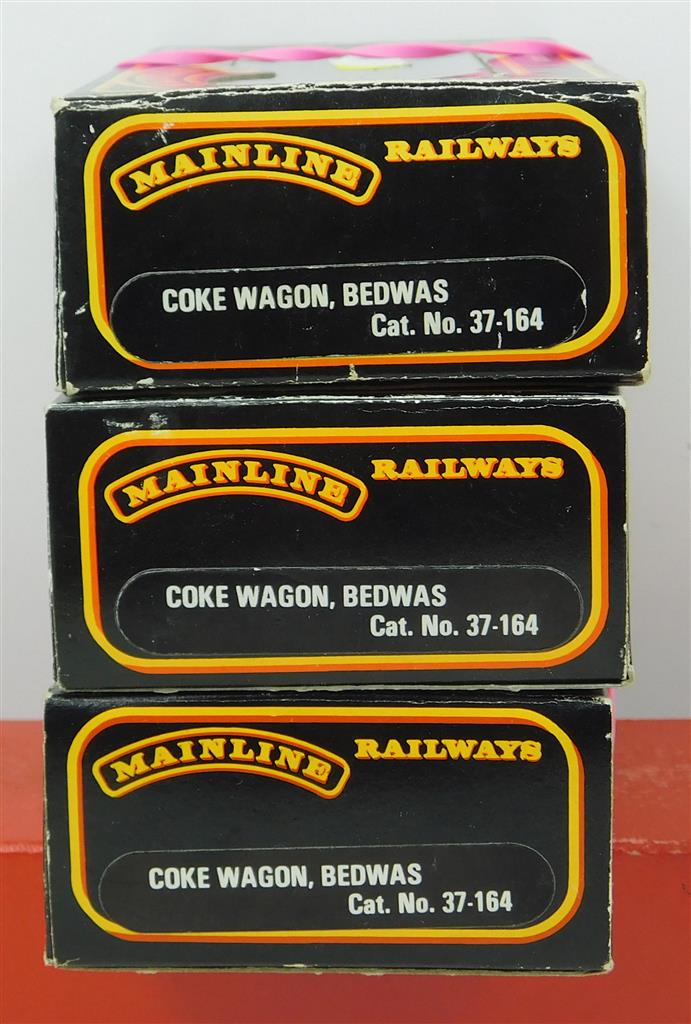 MAINLINE RAILWAYS
COKE WAGON, BEDWAS
Cat. No. 37-164
MAINLINE RAILWAYS
COKE WAGON, BEDWAS
Cat. No. 37-164
MAINLINE RAILWAYS
COKE WAGON, BEDWAS
Cat. No. 37-164